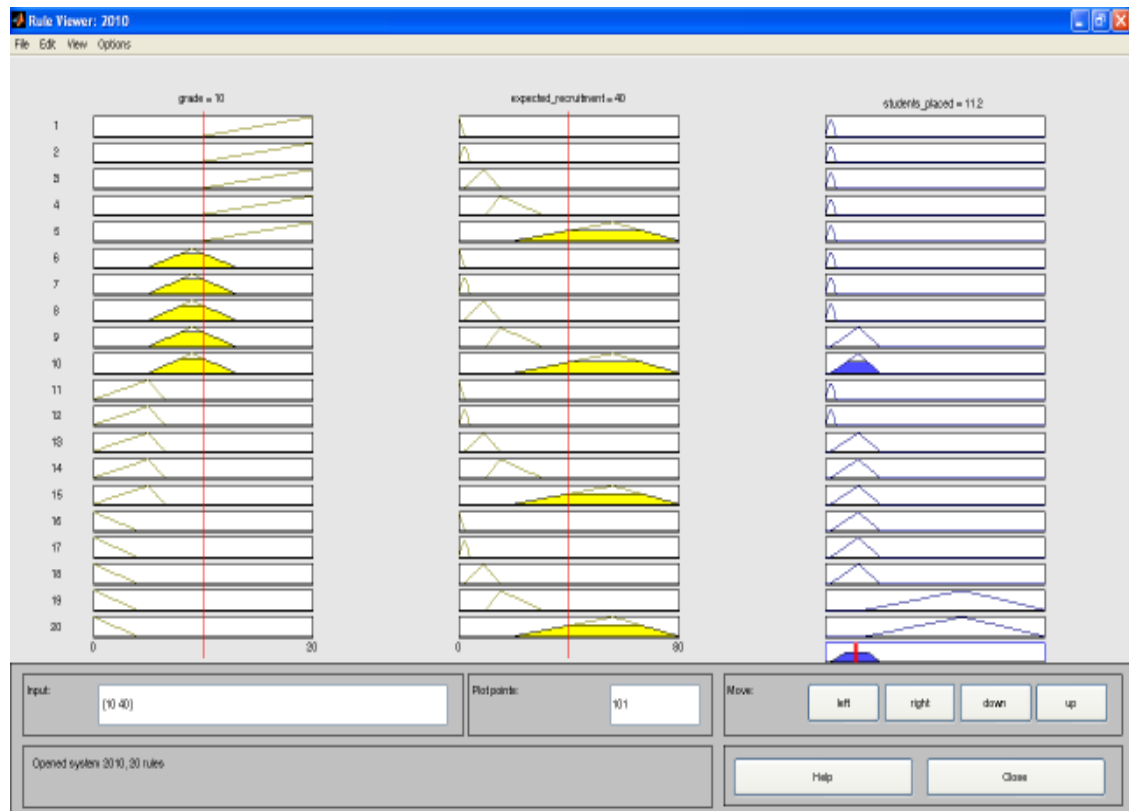 Rule Viewer: 2010
File Edit View Options
grade = 10
expected_recruitment = 40
students_placed = 11.2
1
2
3
4
5
6
7
8
9
10
11
12
13
14
15
16
17
18
19
20
0 20
0 80
Input:
[10 40]
Plot points:
101
Move:
left
right
down
up
Opened system 2010, 20 rules
Help
Close